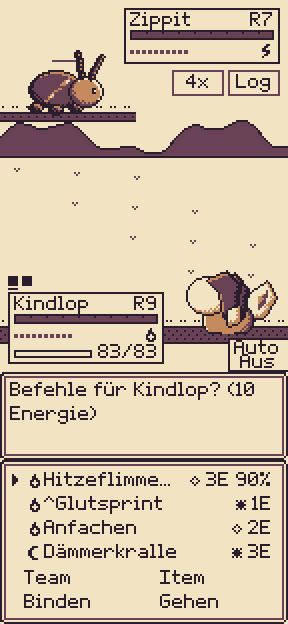 Zippit R7
4x Log
Kindlop R9
83/83
Auto
Aus
Befehle für Kindlop? (10
Energie)
Hitzeflimme… 3E 90%
^Glutsprint 1E
Anfachen 2E
Dämmerkralle 3E
Team Item
Binden Gehen